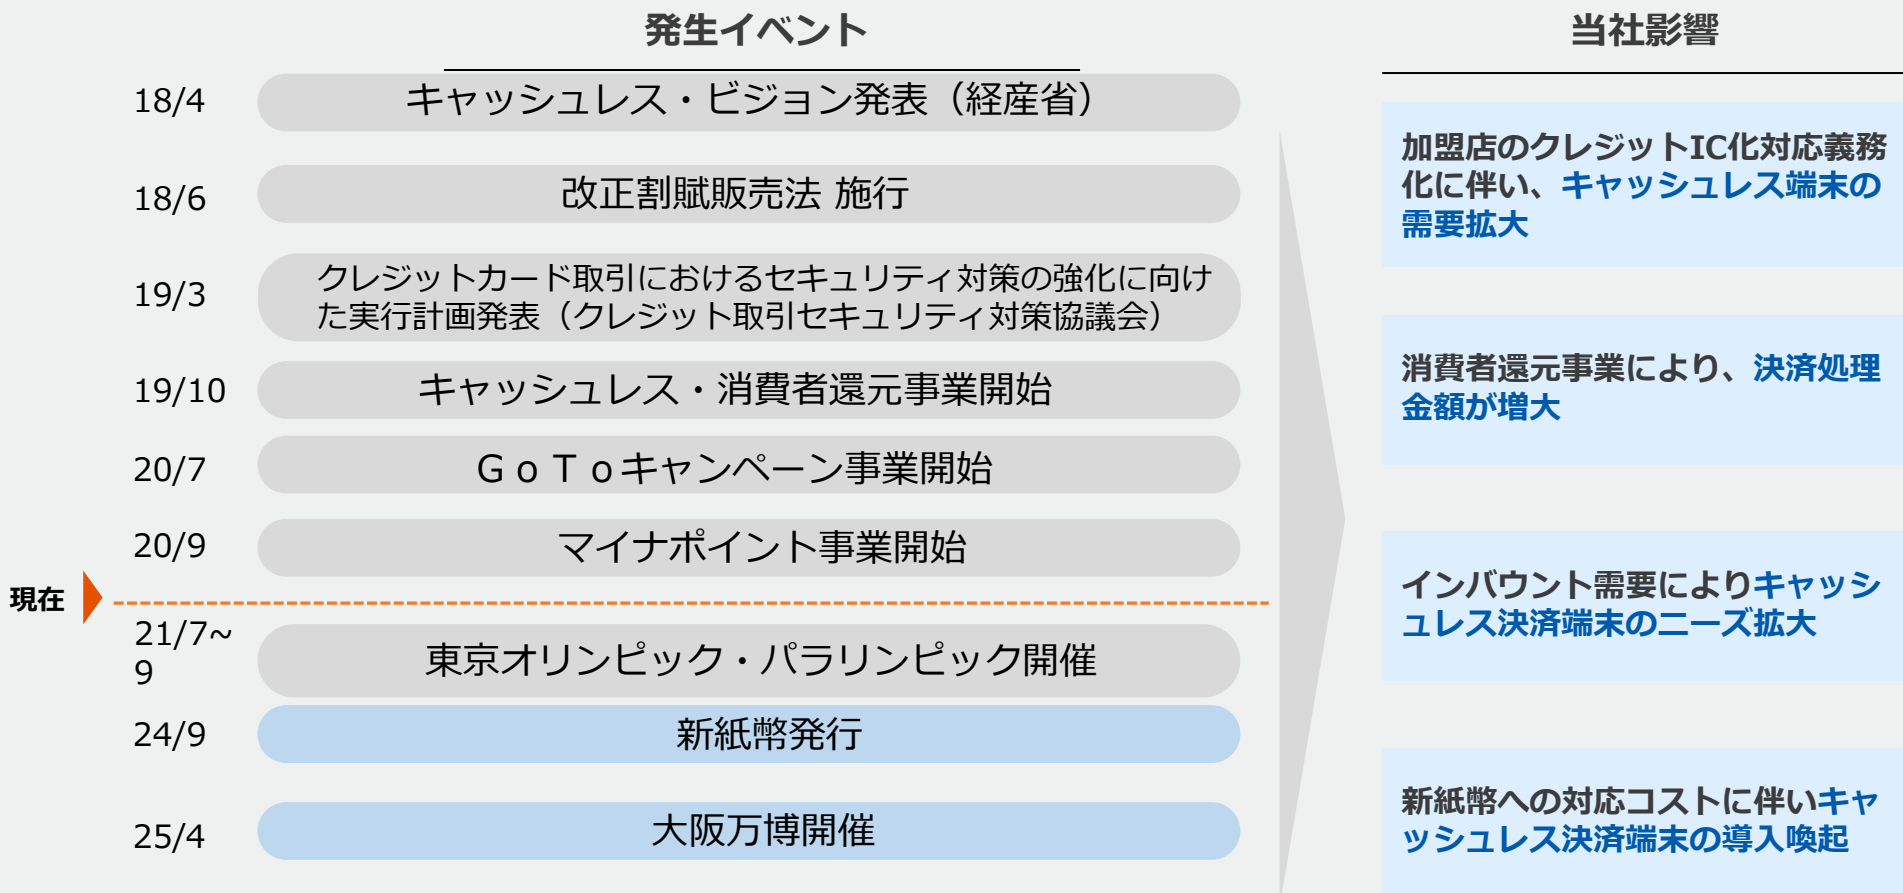 発生イベント
18/4
キャッシュレス・ビジョン発表（経産省）
18/6
改正割賦販売法 施行
19/3
クレジットカード取引におけるセキュリティ対策の強化に向け
た実行計画発表（クレジット取引セキュリティ対策協議会）
19/10
キャッシュレス・消費者還元事業開始
20/7
ＧｏＴｏキャンペーン事業開始
20/9
マイナポイント事業開始
現在
21/7~
9
東京オリンピック・パラリンピック開催
24/9
新紙幣発行
25/4
大阪万博開催
当社影響
加盟店のクレジットIC化対応義務
化に伴い、キャッシュレス端末の
需要拡大
消費者還元事業により、決済処理
金額が増大
インバウント需要によりキャッシ
ュレス決済端末のニーズ拡大
新紙幣への対応コストに伴いキャ
ッシュレス決済端末の導入喚起